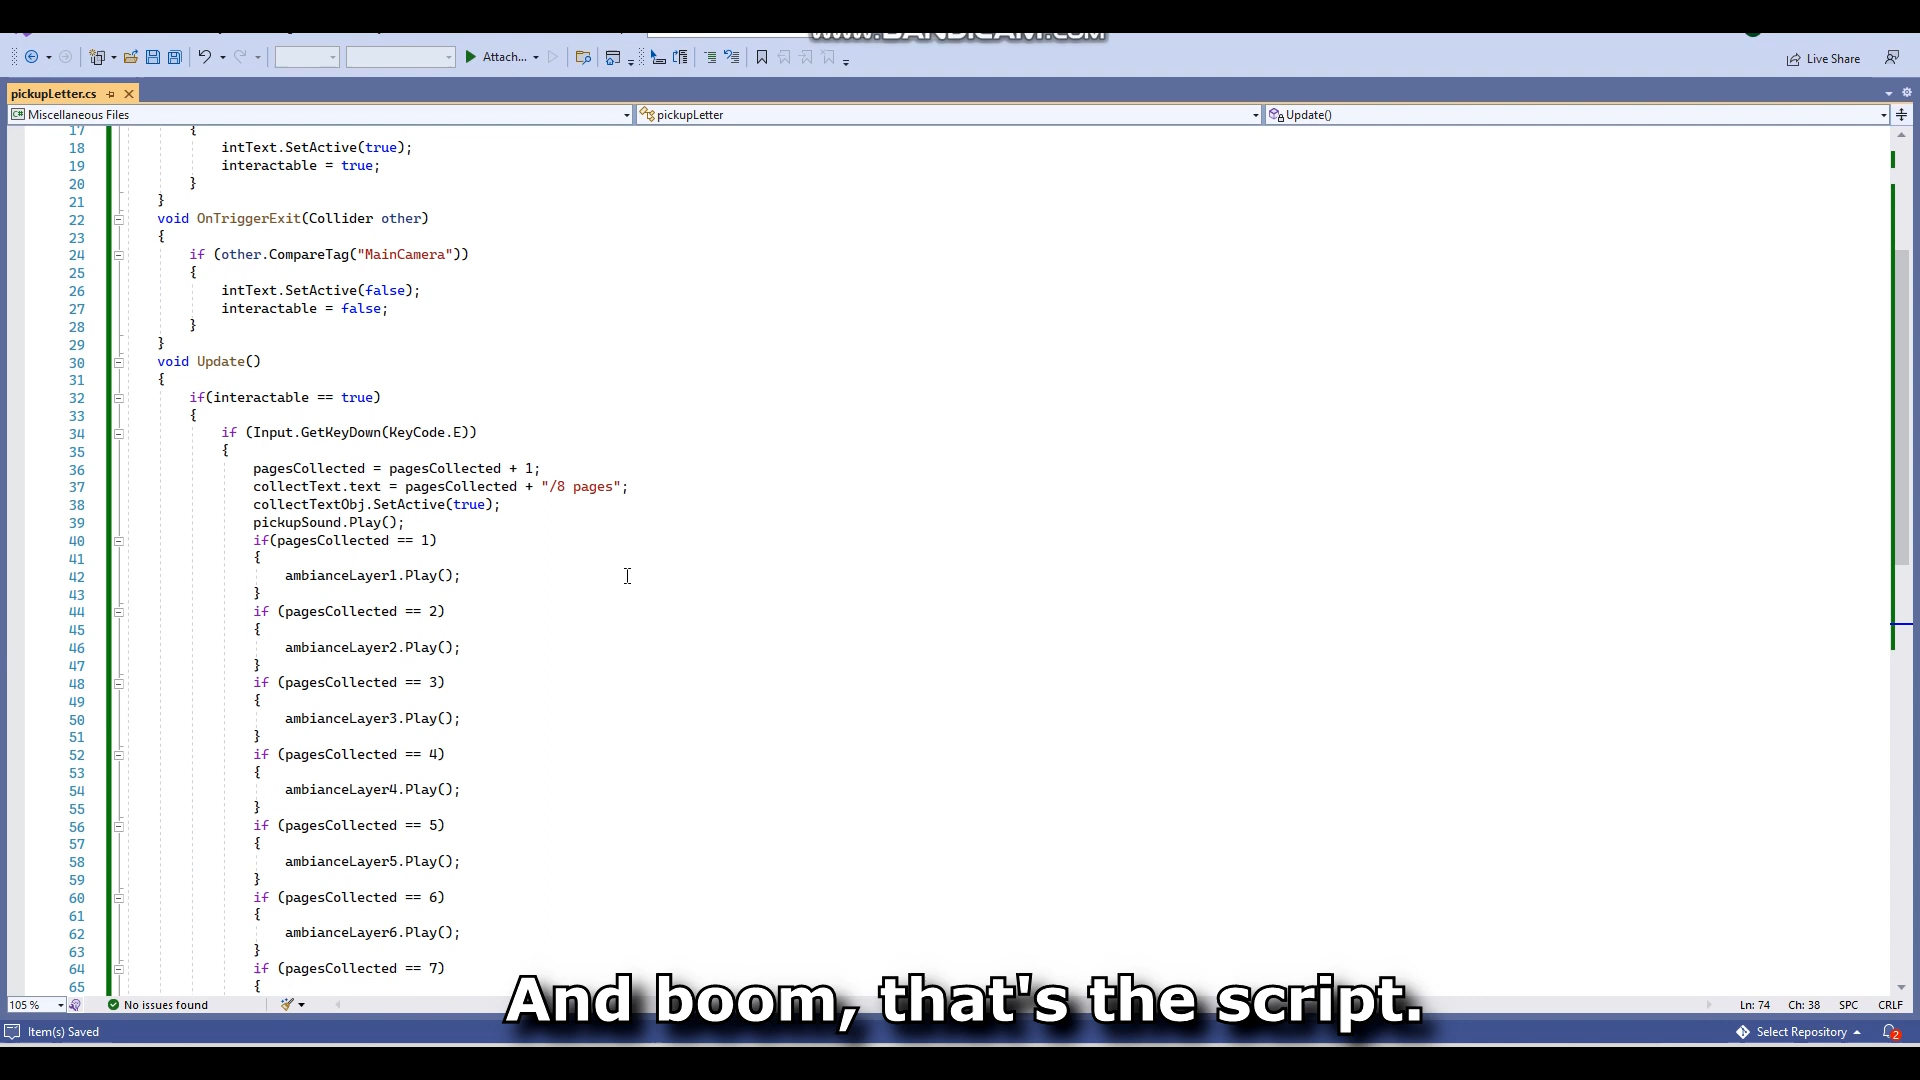 www.BANDICAM.com
Attach...
Live Share
pickupLetter.cs
Miscellaneous Files
pickupLetter
Update()
17 {
18 intText.SetActive(true);
19 interactable = true;
20 }
21 }
22 void OnTriggerExit(Collider other)
23 {
24 if (other.CompareTag("MainCamera"))
25 {
26 intText.SetActive(false);
27 interactable = false;
28 }
29 }
30 void Update()
31 {
32 if(interactable == true)
33 {
34 if (Input.GetKeyDown(KeyCode.E))
35 {
36 pagesCollected = pagesCollected + 1;
37 collectText.text = pagesCollected + "/8 pages";
38 collectTextObj.SetActive(true);
39 pickupSound.Play();
40 if(pagesCollected == 1)
41 {
42 ambianceLayer1.Play();
43 }
44 if (pagesCollected == 2)
45 {
46 ambianceLayer2.Play();
47 }
48 if (pagesCollected == 3)
49 {
50 ambianceLayer3.Play();
51 }
52 if (pagesCollected == 4)
53 {
54 ambianceLayer4.Play();
55 }
56 if (pagesCollected == 5)
57 {
58 ambianceLayer5.Play();
59 }
60 if (pagesCollected == 6)
61 {
62 ambianceLayer6.Play();
63 }
64 if (pagesCollected == 7)
65 {
And boom, that's the script.
105 %
No issues found
Ln: 74 Ch: 38 SPC CRLF
Item(s) Saved
Select Repository
2